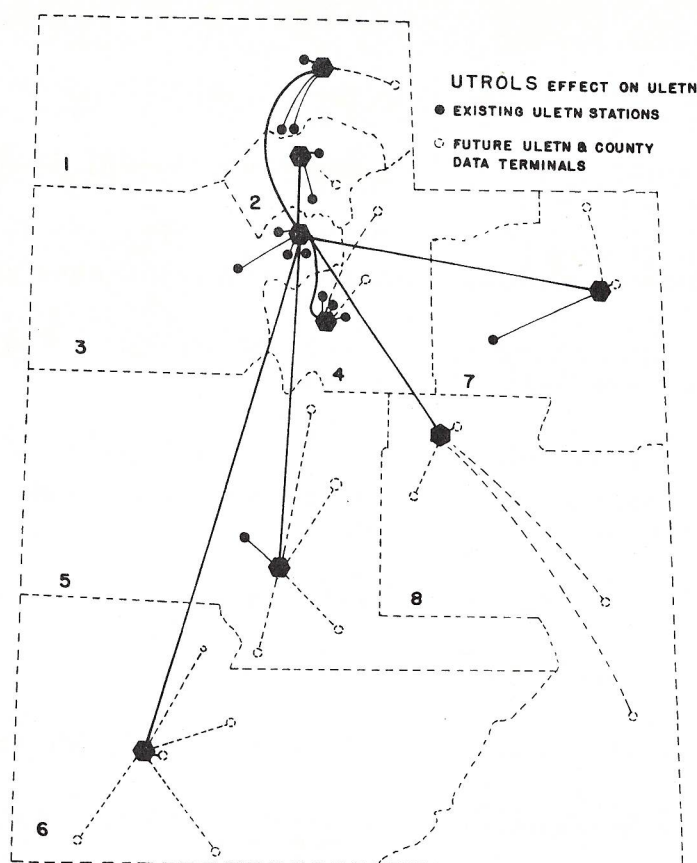 UTROLS EFFECT ON ULETN
EXISTING ULETN STATIONS
FUTURE ULETN & COUNTY
DATA TERMINALS
1
2
3
4
7
5
8
6